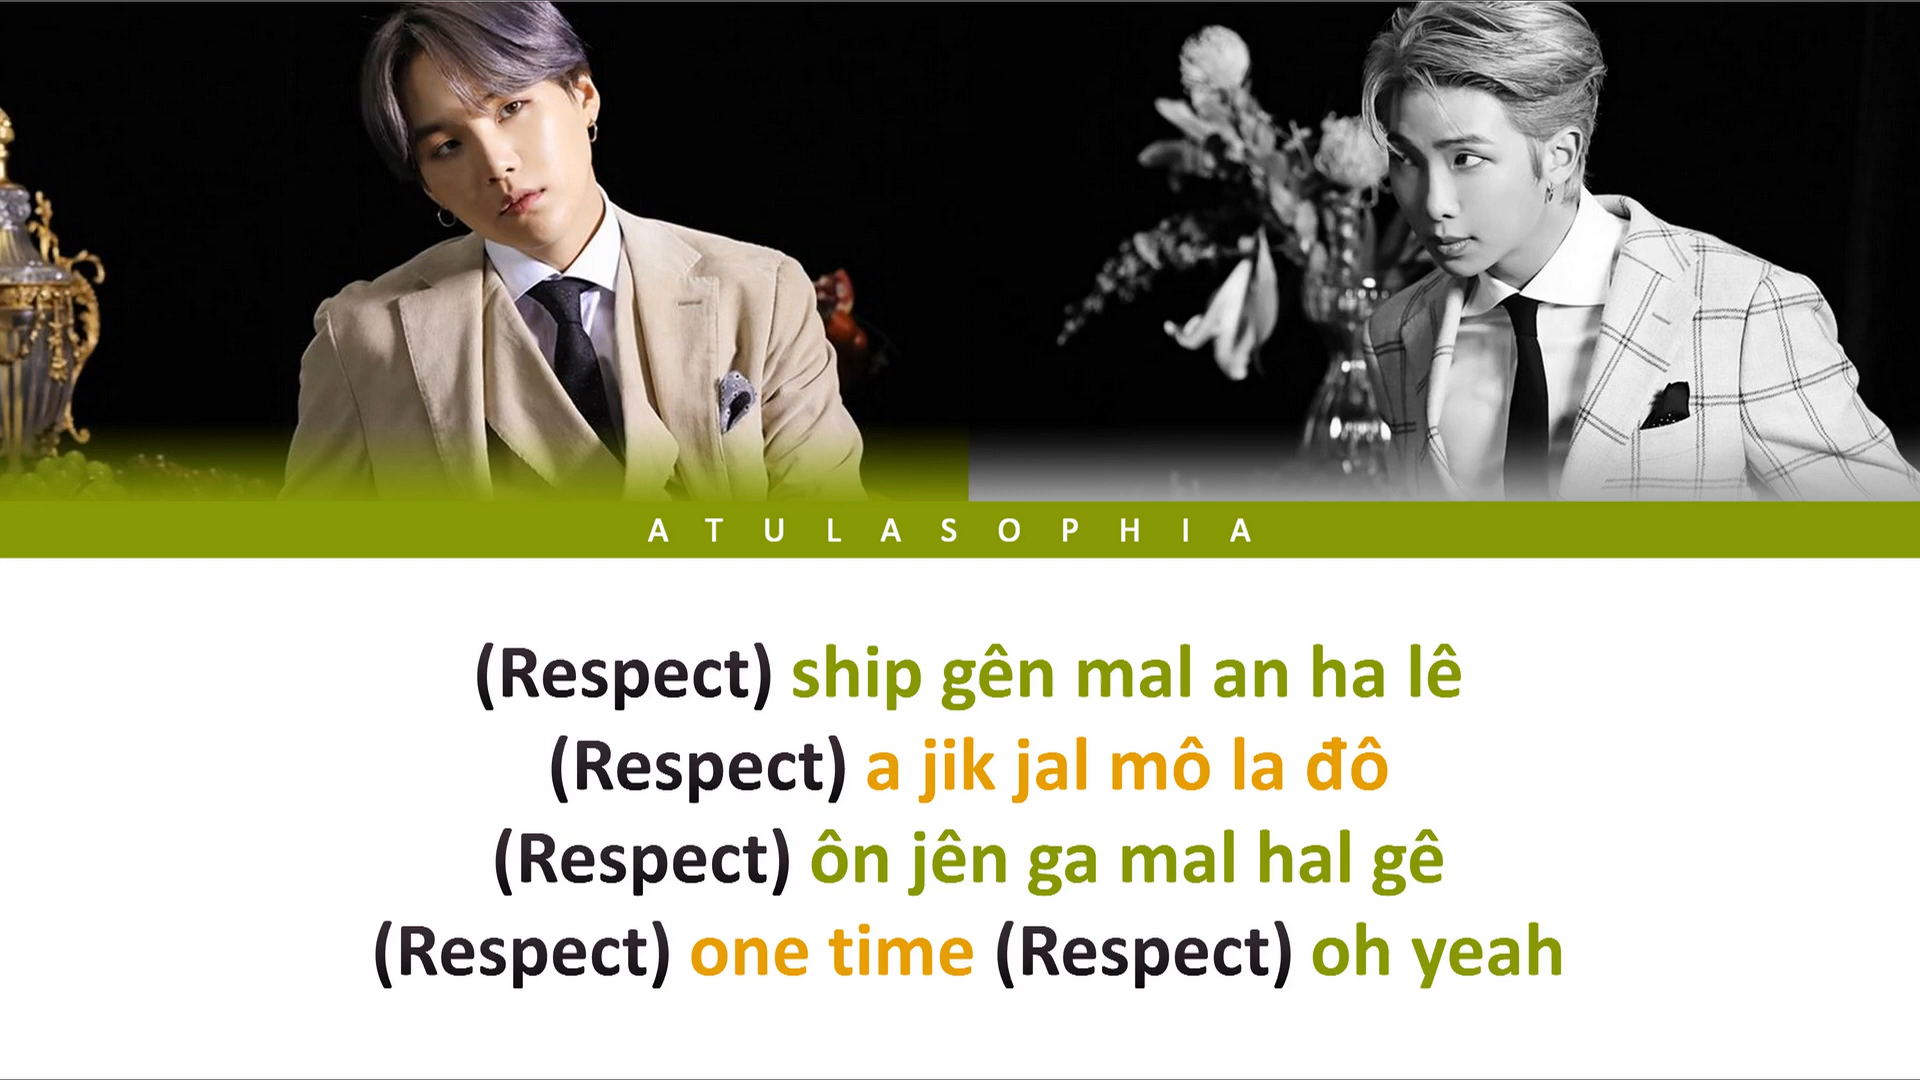 A T U L A S O P H I A
(Respect) ship gên mal an ha lê
(Respect) a jik jal mô la đô
(Respect) ôn jên ga mal hal gê
(Respect) one time (Respect) oh yeah